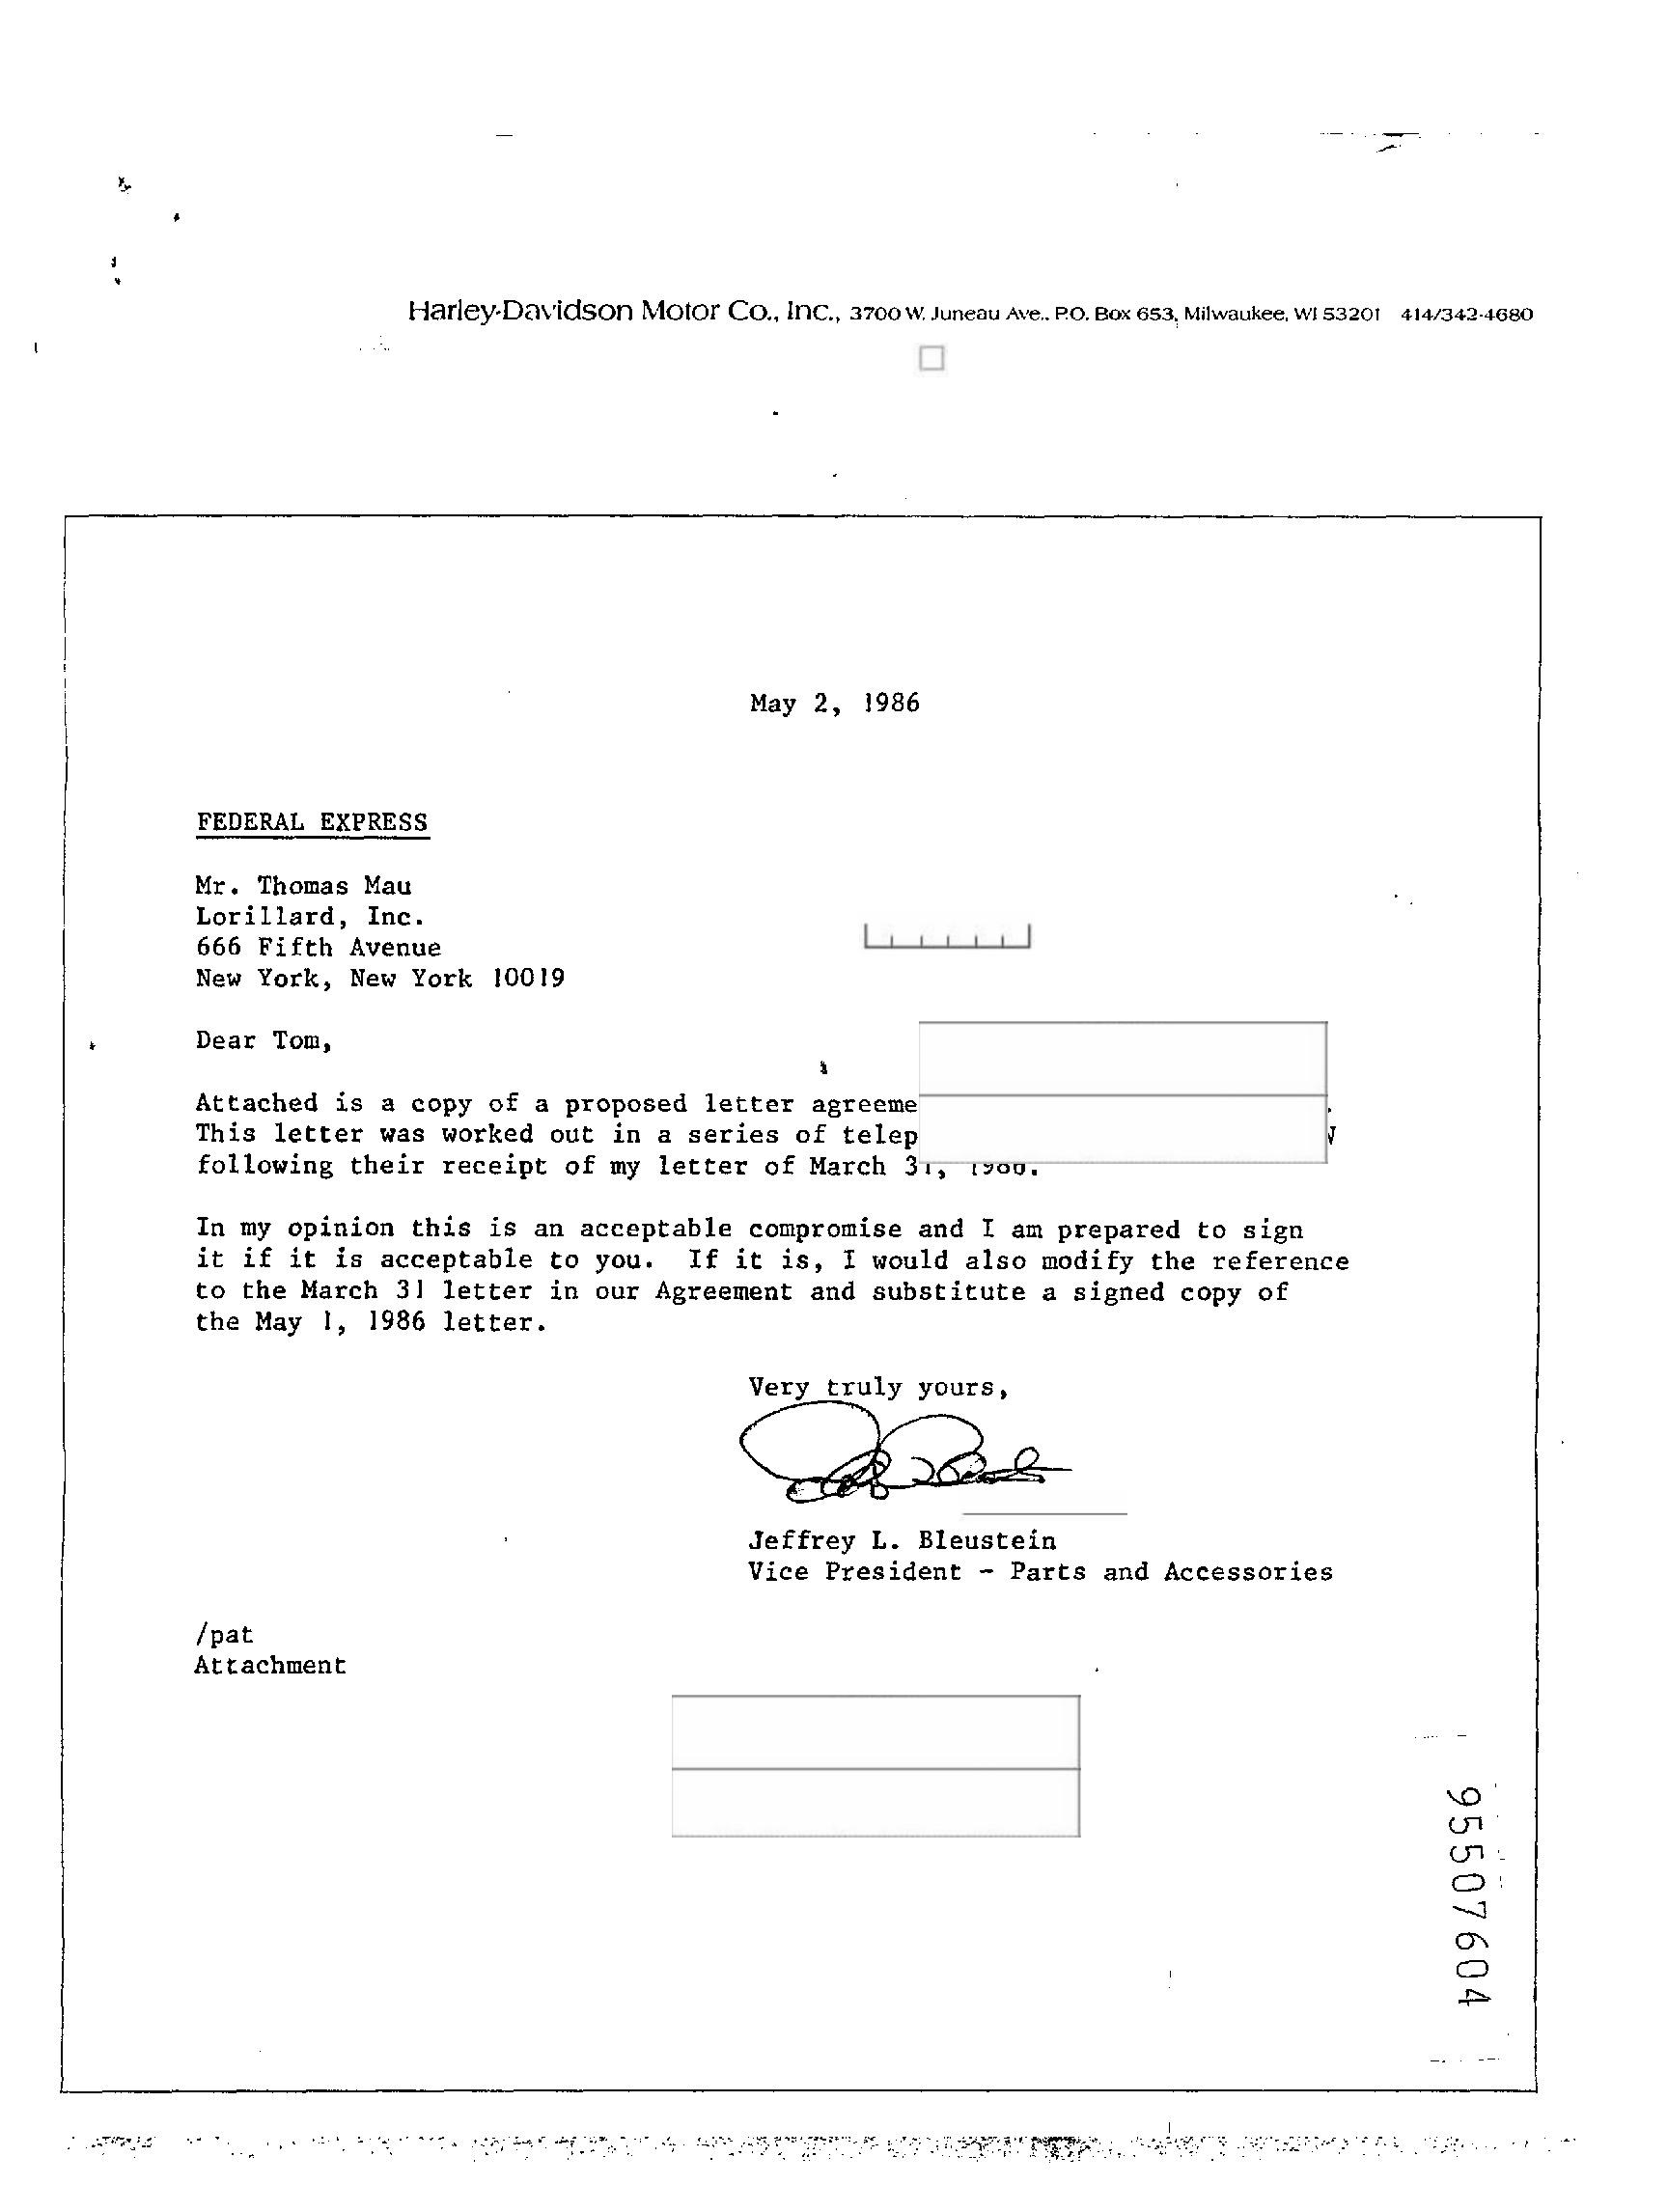 Harley-Davidson Motor Co., Inc., 3700 W. Juneau Ave., P.O. Box 653, Milwaukee, WI 53201 414/342-4680
May 2, 1986
FEDERAL EXPRESS
Mr. Thomas Mau
Lorillard, Inc.
666 Fifth Avenue
New York, New York 10019
Dear Tom,
Attached is a copy of a proposed letter
This letter was worked out in a series of
following their receipt of my letter of March 31,
In my opinion this is an acceptable compromise and I am prepared to sign
it if it is acceptable to you. If it is, I would also modify the reference
to the March 31 letter in our Agreement and substitute a signed copy of
the May 1, 1986 letter.
Very truly yours,
Jeffrey L. Bleustein
Vice President - Parts and Accessories
/pat
Attachment
95507604